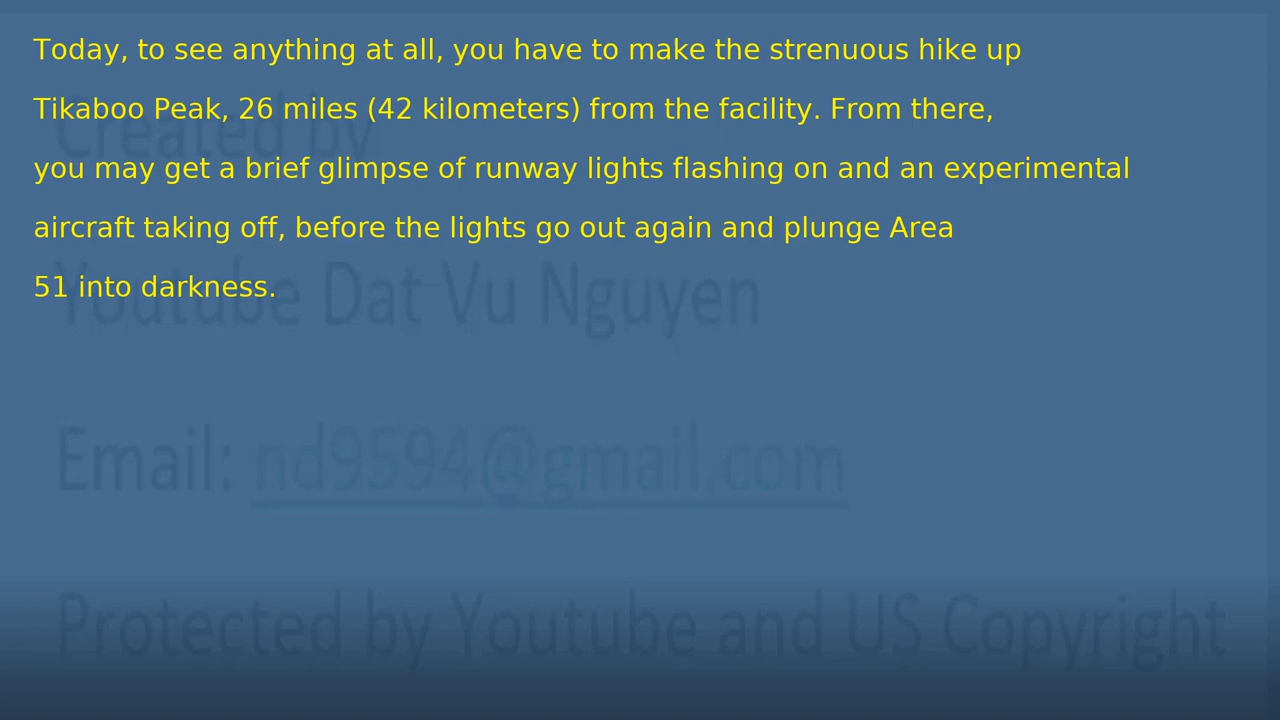 Today, to see anything at all, you have to make the strenuous hike up
Tikaboo Peak, 26 miles (42 kilometers) from the facility. From there,
you may get a brief glimpse of runway lights flashing on and an experimental
aircraft taking off, before the lights go out again and plunge Area
51 into darkness.
Created by
Youtube Dat Vu Nguyen
Email: nd9594@gmail.com
Protected by Youtube and US Copyright